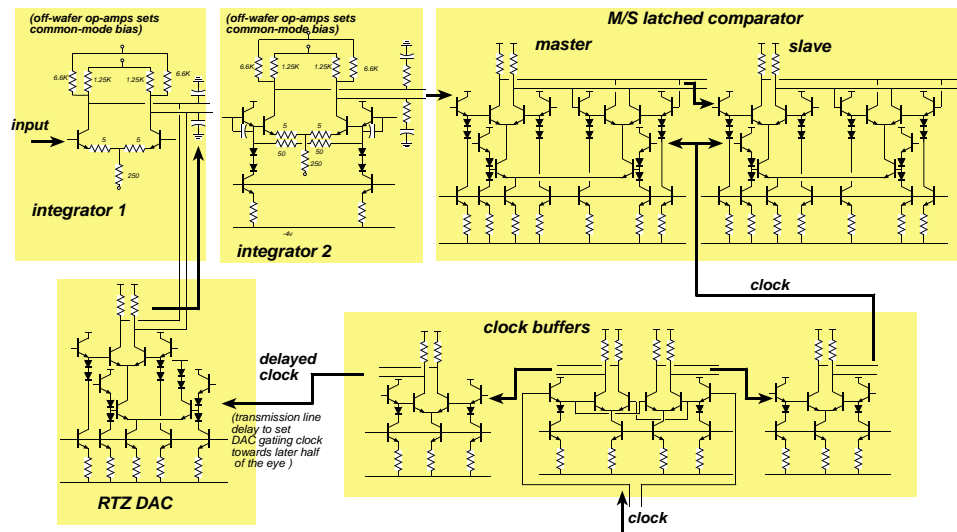 (off-wafer op-amps sets
common-mode bias)
6.6K
1.25K
1.25K
6.6K
input
5
5
250
integrator 1
(off-wafer op-amps sets
common-mode bias)
6.6K
1.25K
1.25K
6.6K
5
5
50
50
250
-4v
integrator 2
M/S latched comparator
master
slave
clock
RTZ DAC
delayed
clock
(transmission line
delay to set
DAC gatiing clock
towards later half
of the eye )
clock buffers
clock